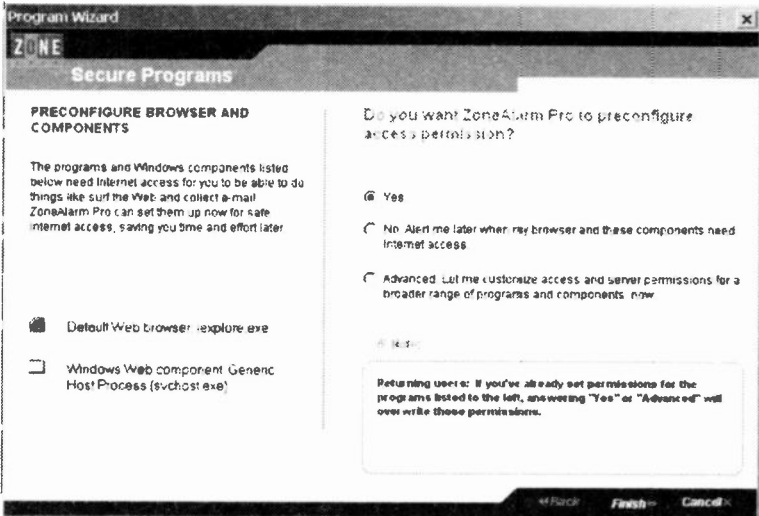 Program Wizard
ZONE
Secure Programs
PRECONFIGURE BROWSER AND
COMPONENTS
The programs and Windows components listed
below need Internet access for you to be able to do
things like surf the Web and collect e-mail
ZoneAlarm Pro can set them up now for safe
internet access, saving you time and effort later
Default Web browser iexplore exe
Windows Web component Generic
Host Process (svchost exe)
Do you want ZoneAlarm Pro to preconfigure
access permission?
Yes
No. Alert me later when my browser and these components need
Internet access
Advanced. Let me customize access and server permissions for a
broader range of programs and components, now
Returning users: If you've already set permissions for the
programs listed to the left, answering "Yes" or "Advanced" will
overwrite those permissions.
Back
Finish
Cancel